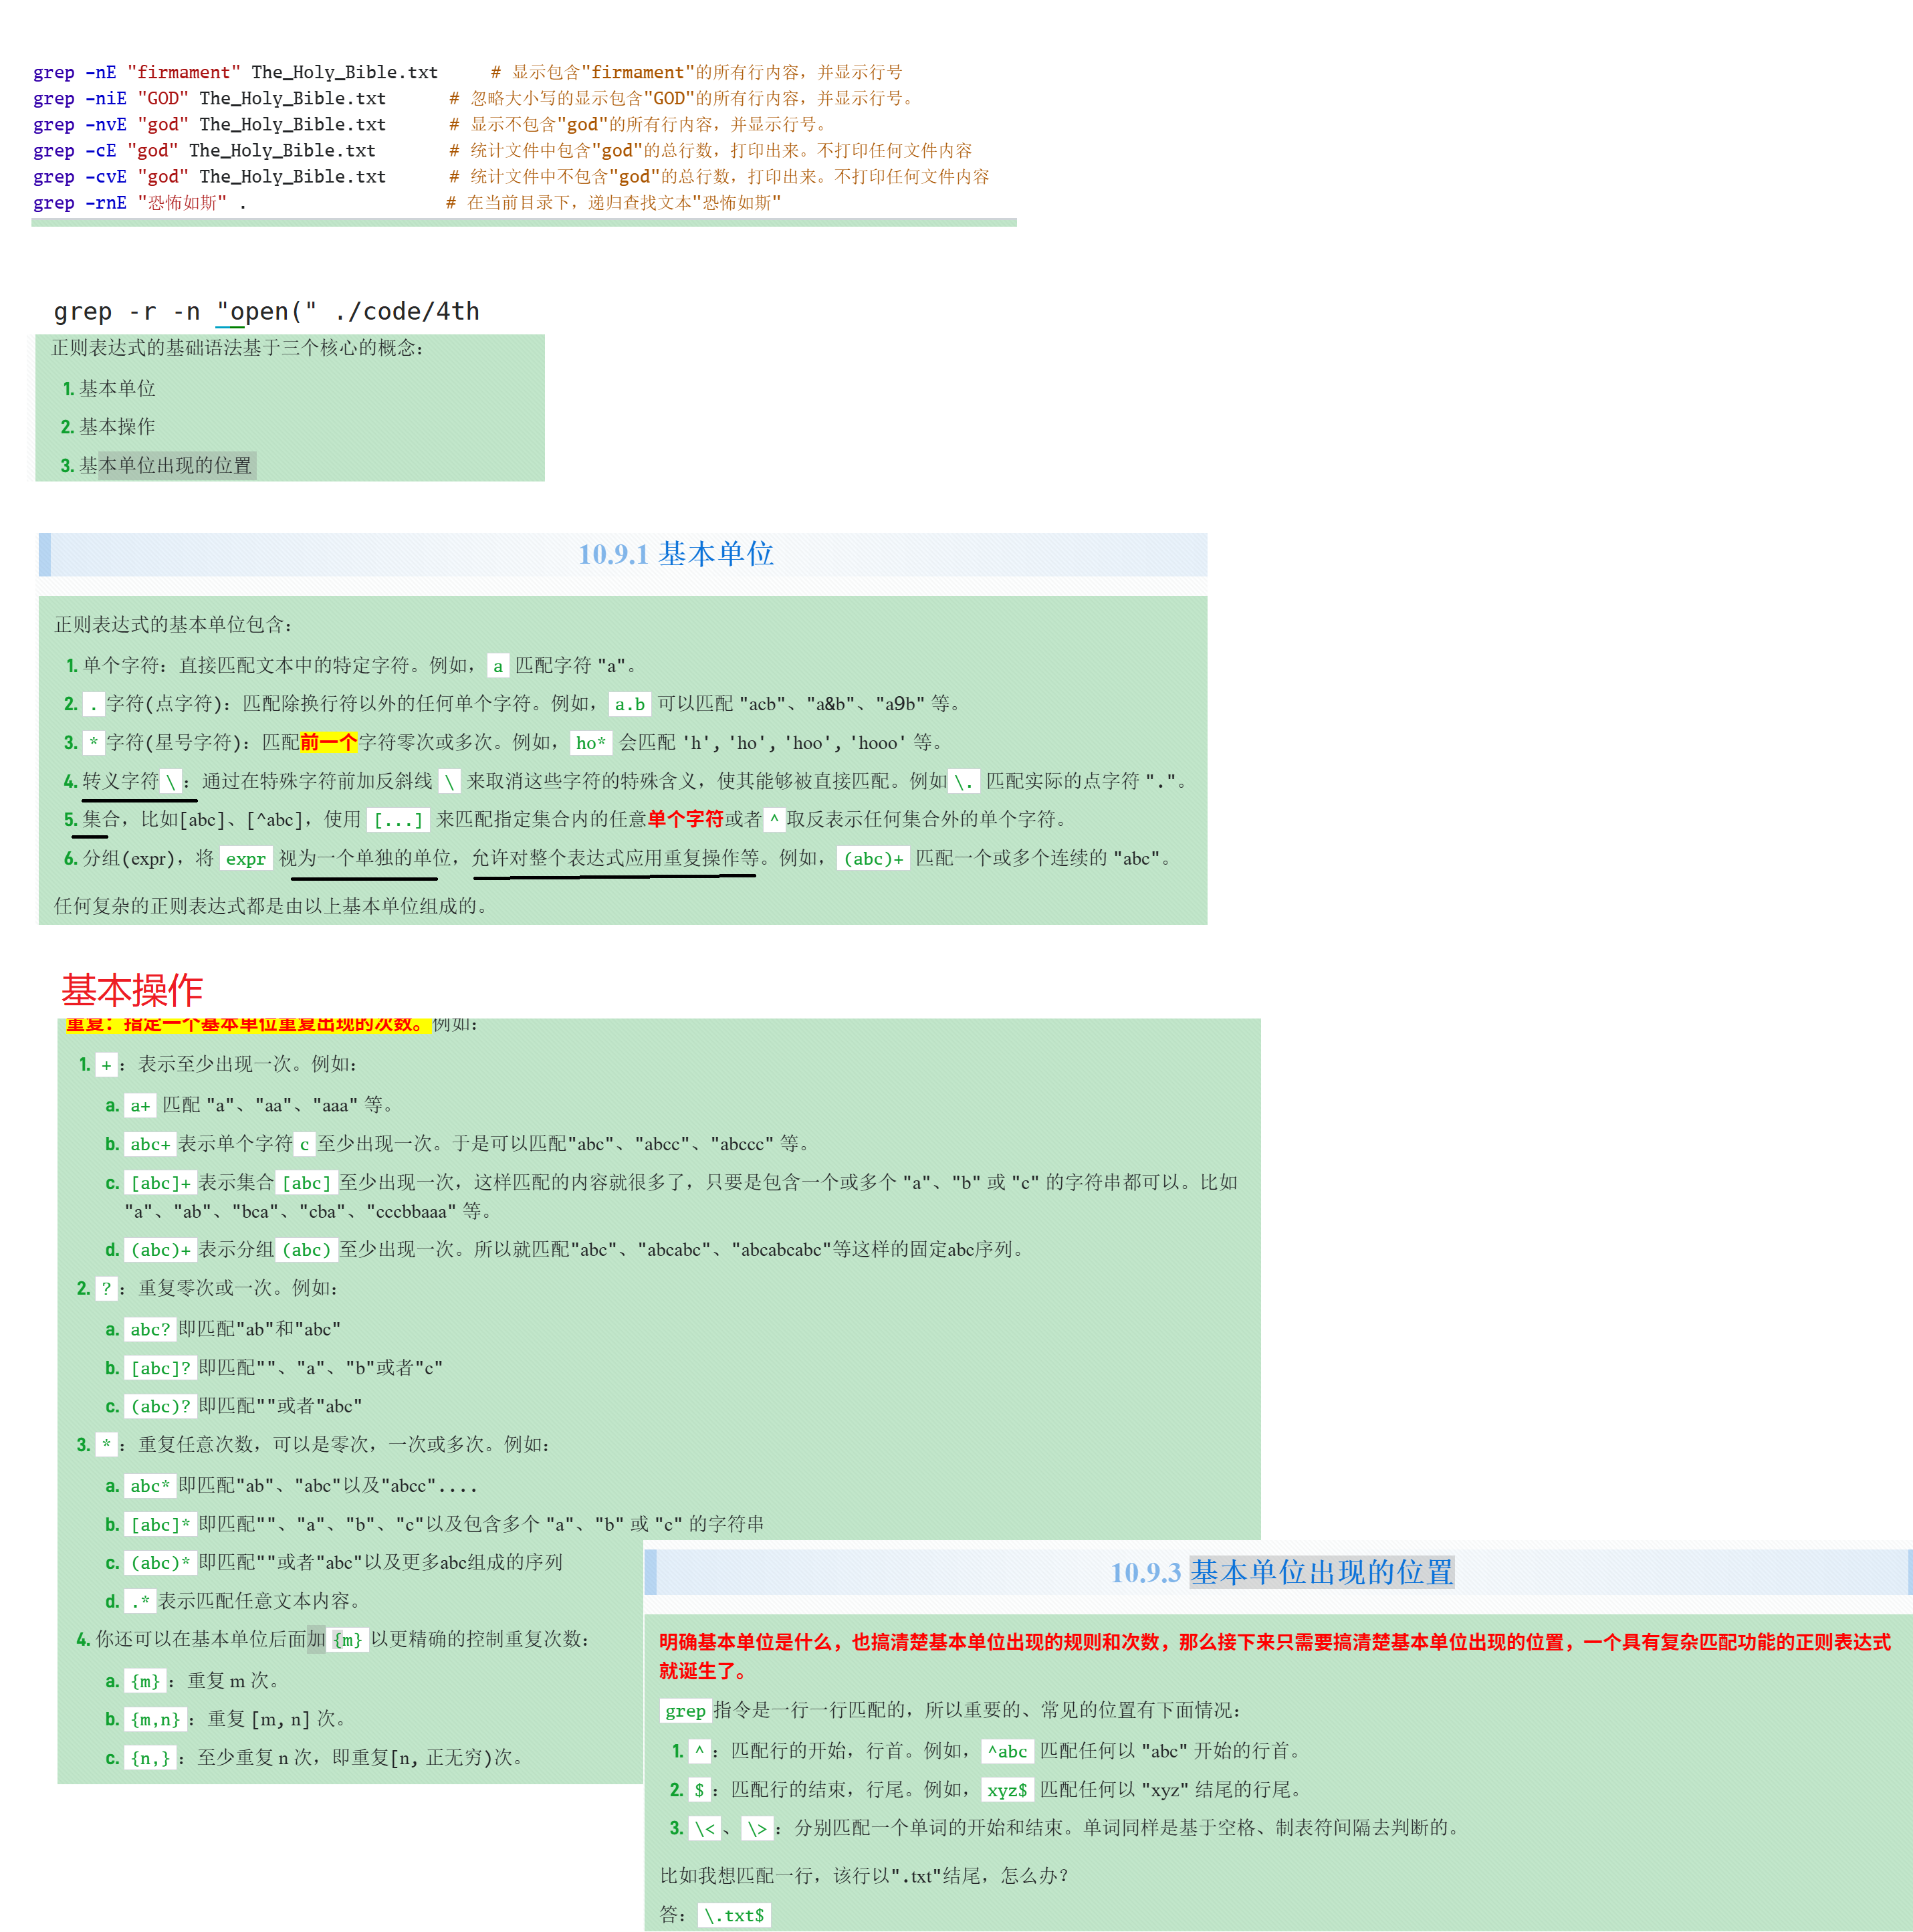 grep -nE "firmament" The_Holy_Bible.txt     # 显示包含"firmament"的所有行内容，并显示行号
grep -niE "GOD" The_Holy_Bible.txt      # 忽略大小写的显示包含"GOD"的所有行内容，并显示行号。
grep -nvE "god" The_Holy_Bible.txt      # 显示不包含"god"的所有行内容，并显示行号。
grep -cE "god" The_Holy_Bible.txt       # 统计文件中包含"god"的总行数，打印出来。不打印任何文件内容
grep -cvE "god" The_Holy_Bible.txt      # 统计文件中不包含"god"的总行数，打印出来。不打印任何文件内容
grep -rnE "恐怖如斯" .                   # 在当前目录下，递归查找文本"恐怖如斯"
grep -r -n "open(" ./code/4th
正则表达式的基础语法基于三个核心的概念：
1. 基本单位
2. 基本操作
3. 基本单位出现的位置
10.9.1 基本单位
正则表达式的基本单位包含：
1. 单个字符：直接匹配文本中的特定字符。例如， a 匹配字符 "a"。
2. . 字符(点字符)：匹配除换行符以外的任何单个字符。例如， a.b 可以匹配 "acb"、"a&b"、"a9b" 等。
3. * 字符(星号字符)：匹配前一个字符零次或多次。例如， ho* 会匹配 'h', 'ho', 'hoo', 'hooo' 等。
4. 转义字符 \ ：通过在特殊字符前加反斜线 \ 来取消这些字符的特殊含义，使其能够被直接匹配。例如 \. 匹配实际的点字符 "."。
5. 集合，比如[abc]、[^abc]，使用 [...] 来匹配指定集合内的任意单个字符或者 ^ 取反表示任何集合外的单个字符。
6. 分组(expr)，将 expr 视为一个单独的单位，允许对整个表达式应用重复操作等。例如， (abc)+ 匹配一个或多个连续的 "abc"。
任何复杂的正则表达式都是由以上基本单位组成的。
基本操作
重复：指定一个基本单位重复出现的次数。例如：
1. + ：表示至少出现一次。例如：
a. a+ 匹配 "a"、"aa"、"aaa" 等。
b. abc+ 表示单个字符 c 至少出现一次。于是可以匹配"abc"、"abcc"、"abccc" 等。
c. [abc]+ 表示集合 [abc] 至少出现一次，这样匹配的内容就很多了，只要是包含一个或多个 "a"、"b" 或 "c" 的字符串都可以。比如
"a"、"ab"、"bca"、"cba"、"cccbbaaa" 等。
d. (abc)+ 表示分组 (abc) 至少出现一次。所以就匹配"abc"、"abcabc"、"abcabcabc"等这样的固定abc序列。
2. ? ：重复零次或一次。例如：
a. abc? 即匹配"ab"和"abc"
b. [abc]? 即匹配""、"a"、"b"或者"c"
c. (abc)? 即匹配""或者"abc"
3. * ：重复任意次数，可以是零次，一次或多次。例如：
a. abc* 即匹配"ab"、"abc"以及"abcc"....
b. [abc]* 即匹配""、"a"、"b"、"c"以及包含多个 "a"、"b" 或 "c" 的字符串
c. (abc)* 即匹配""或者"abc"以及更多abc组成的序列
d. .* 表示匹配任意文本内容。
4. 你还可以在基本单位后面加 {m} 以更精确的控制重复次数：
a. {m} ：重复 m 次。
b. {m,n} ：重复 [m, n] 次。
c. {n,} ：至少重复 n 次，即重复[n, 正无穷)次。
10.9.3 基本单位出现的位置
明确基本单位是什么，也搞清楚基本单位出现的规则和次数，那么接下来只需要搞清楚基本单位出现的位置，一个具有复杂匹配功能的正则表达式
就诞生了。
grep 指令是一行一行匹配的，所以重要的、常见的位置有下面情况：
1. ^ ：匹配行的开始，行首。例如， ^abc 匹配任何以 "abc" 开始的行首。
2. $ ：匹配行的结束，行尾。例如， xyz$ 匹配任何以 "xyz" 结尾的行尾。
3. \< 、 \> ：分别匹配一个单词的开始和结束。单词同样是基于空格、制表符间隔去判断的。
比如我想匹配一行，该行以".txt"结尾，怎么办？
答： \.txt$